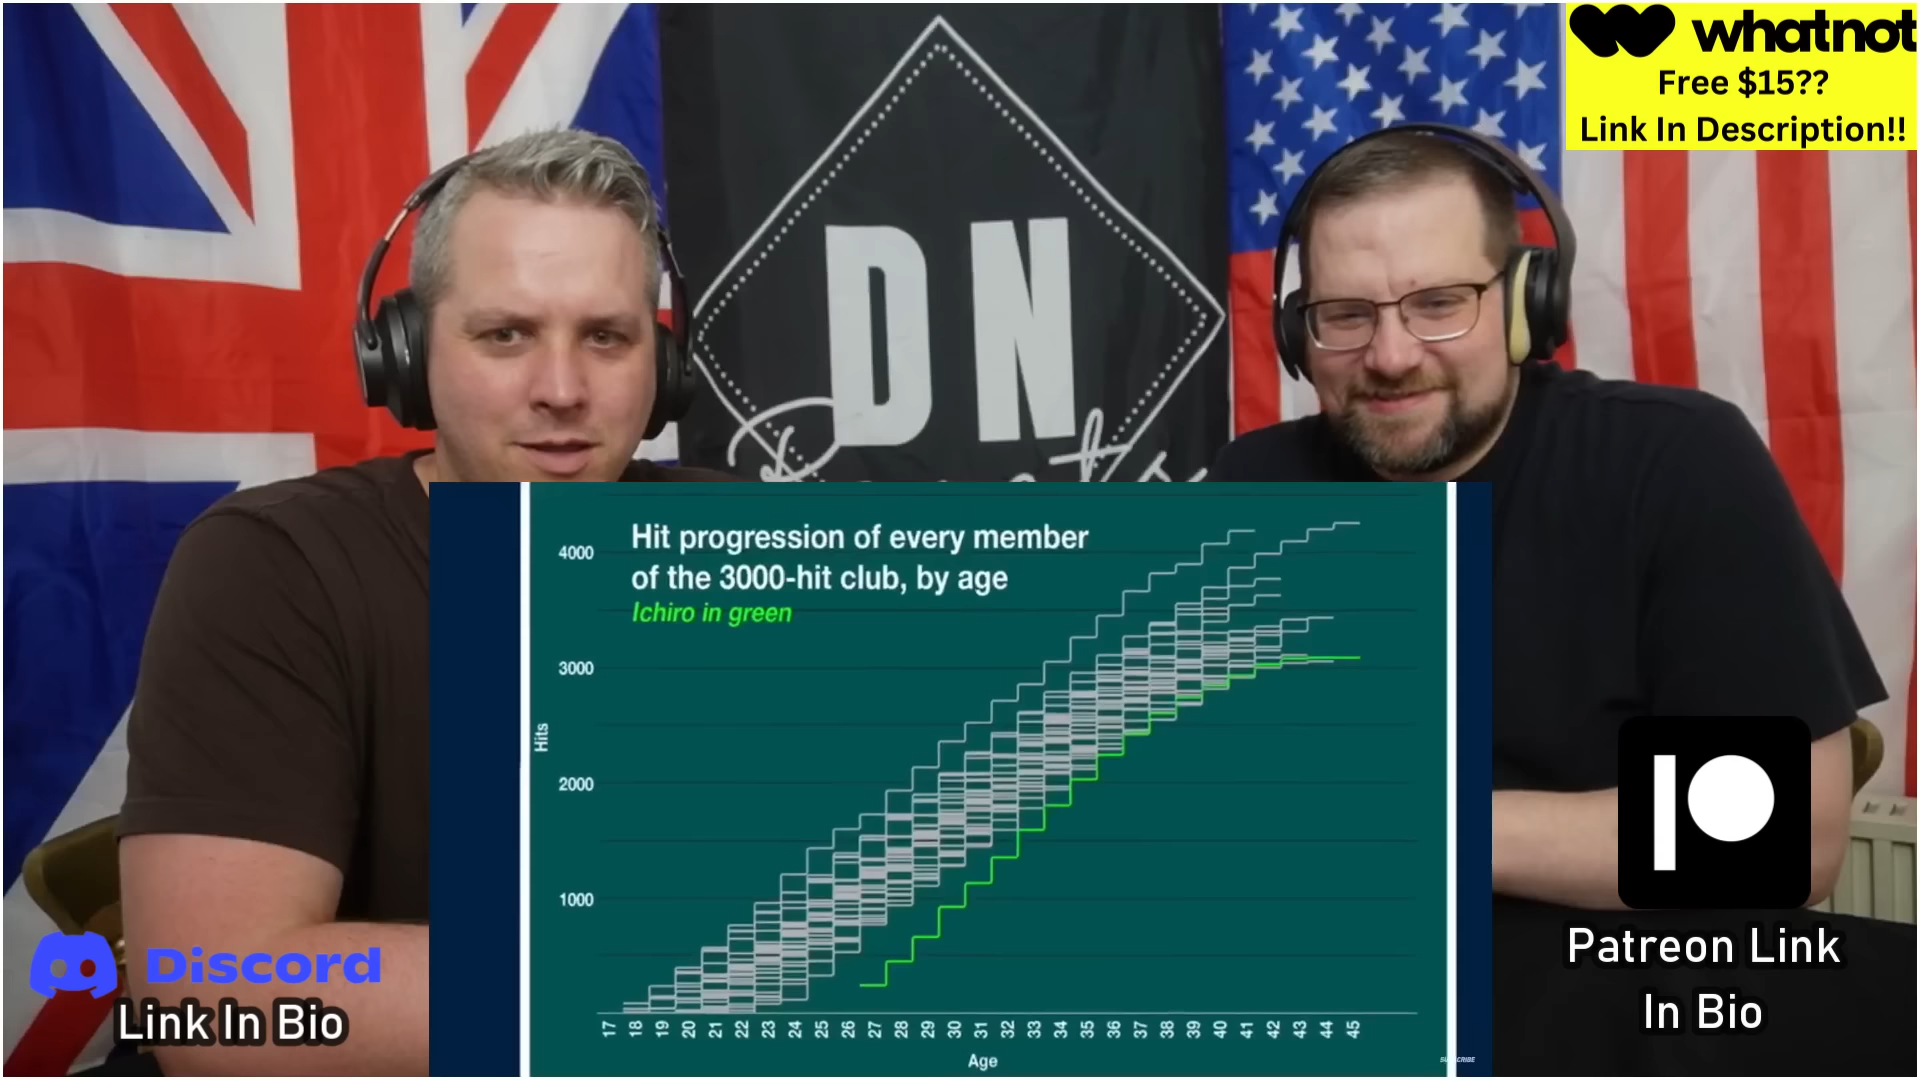 whatnot
Free $15??
Link In Description!!
DN
Reacts
Hit progression of every member
of the 3000-hit club, by age
Ichiro in green
4000
3000
2000
1000
Hits
17 18 19 20 21 22 23 24 25 26 27 28 29 30 31 32 33 34 35 36 37 38 39 40 41 42 43 44 45
Age
SUBSCRIBE
Discord
Link In Bio
Patreon Link
In Bio